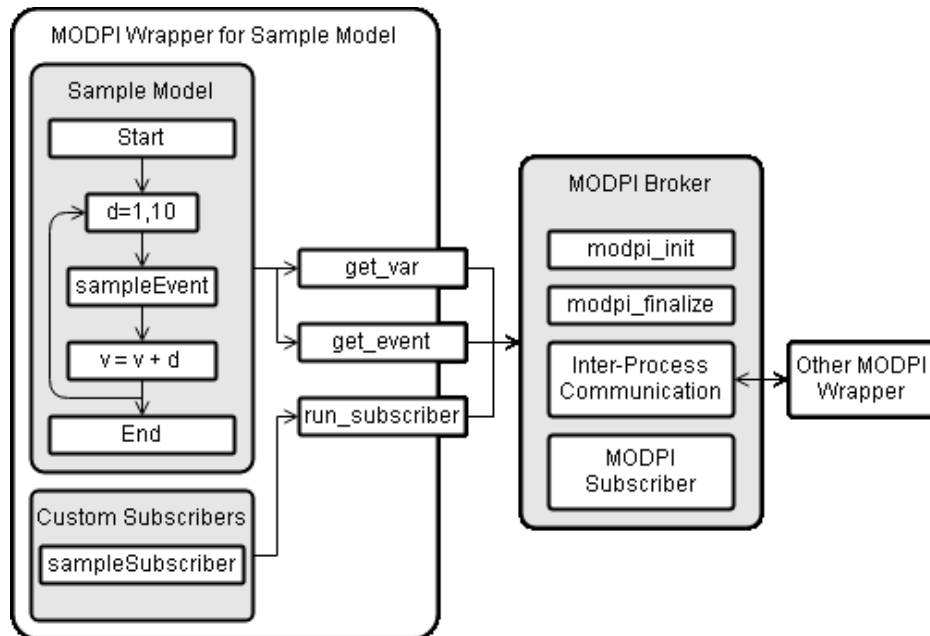 MODPI Wrapper for Sample Model
Sample Model
Start
d=1,10
sampleEvent
v = v + d
End
Custom Subscribers
sampleSubscriber
get_var
get_event
run_subscriber
MODPI Broker
modpi_init
modpi_finalize
Inter-Process
Communication
MODPI
Subscriber
Other MODPI
Wrapper